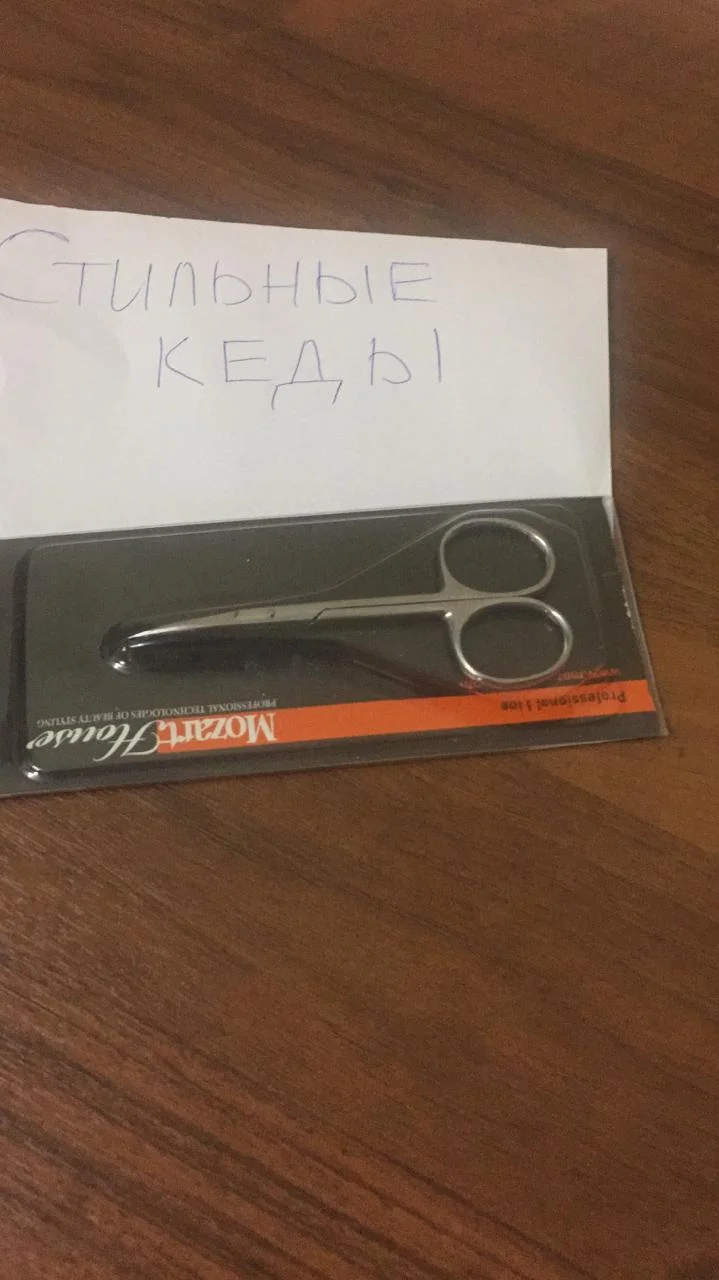 Стильные
кеды
Professional Line
Mozart House
PROFESSIONAL TECHNOLOGIES OF BEAUTY STYLING